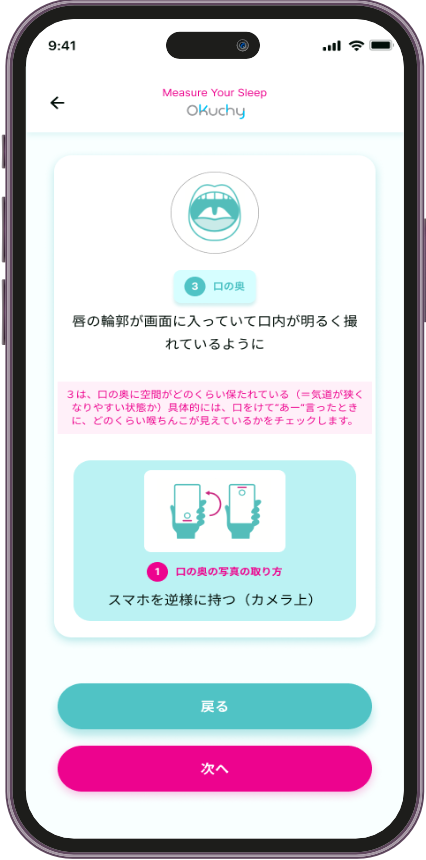 9:41
Measure Your Sleep
OKuchy
3 口の奥
唇の輪郭が画面に入っていて口内が明るく撮
れているように
3は、口の奥に空間がどのくらい保たれている（＝気道が狭く
なりやすい状態か）具体的には、口をけて"あー"言ったとき
に、どのくらい喉ちんこが見えているかをチェックします。
1 口の奥の写真の取り方
スマホを逆様に持つ（カメラ上）
戻る
次へ